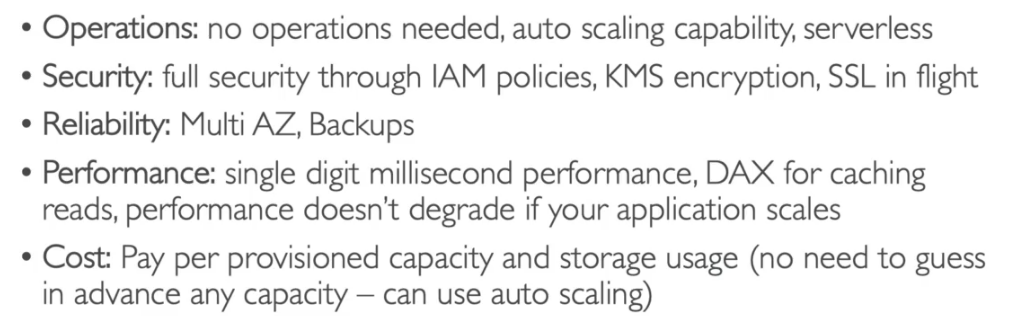 • Operations: no operations needed, auto scaling capability, serverless
• Security: full security through IAM policies, KMS encryption, SSL in flight
• Reliability: Multi AZ, Backups
• Performance: single digit millisecond performance, DAX for caching
reads, performance doesn't degrade if your application scales
• Cost: Pay per provisioned capacity and storage usage (no need to guess
in advance any capacity – can use auto scaling)